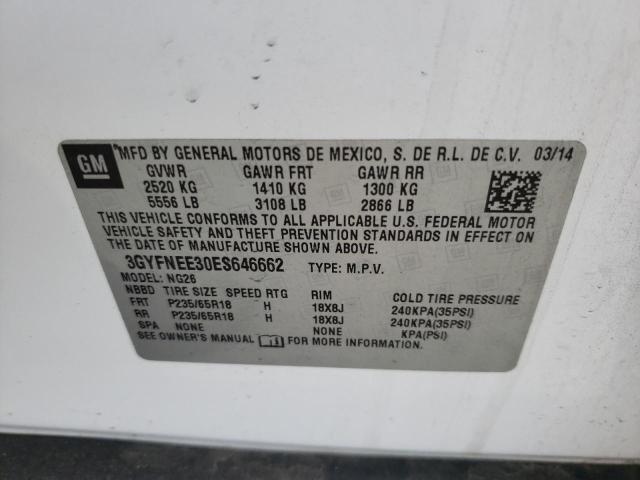 GM
MFD BY GENERAL MOTORS DE MEXICO, S. DE R.L. DE C.V. 03/14
GVWR GAWR FRT GAWR RR
2520 KG 1410 KG 1300 KG
5556 LB 3108 LB 2866 LB
THIS VEHICLE CONFORMS TO ALL APPLICABLE U.S. FEDERAL MOTOR
VEHICLE SAFETY AND THEFT PREVENTION STANDARDS IN EFFECT ON
THE DATE OF MANUFACTURE SHOWN ABOVE.
3GYFNEE30ES646662 TYPE: M.P.V.
MODEL: NG26
NBBD TIRE SIZE SPEED RTG RIM COLD TIRE PRESSURE
FRT P235/65R18 H 18X8J 240KPA(35PSI)
RR P235/65R18 H 18X8J 240KPA(35PSI)
SPA NONE NONE KPA(PSI)
SEE OWNER'S MANUAL FOR MORE INFORMATION.